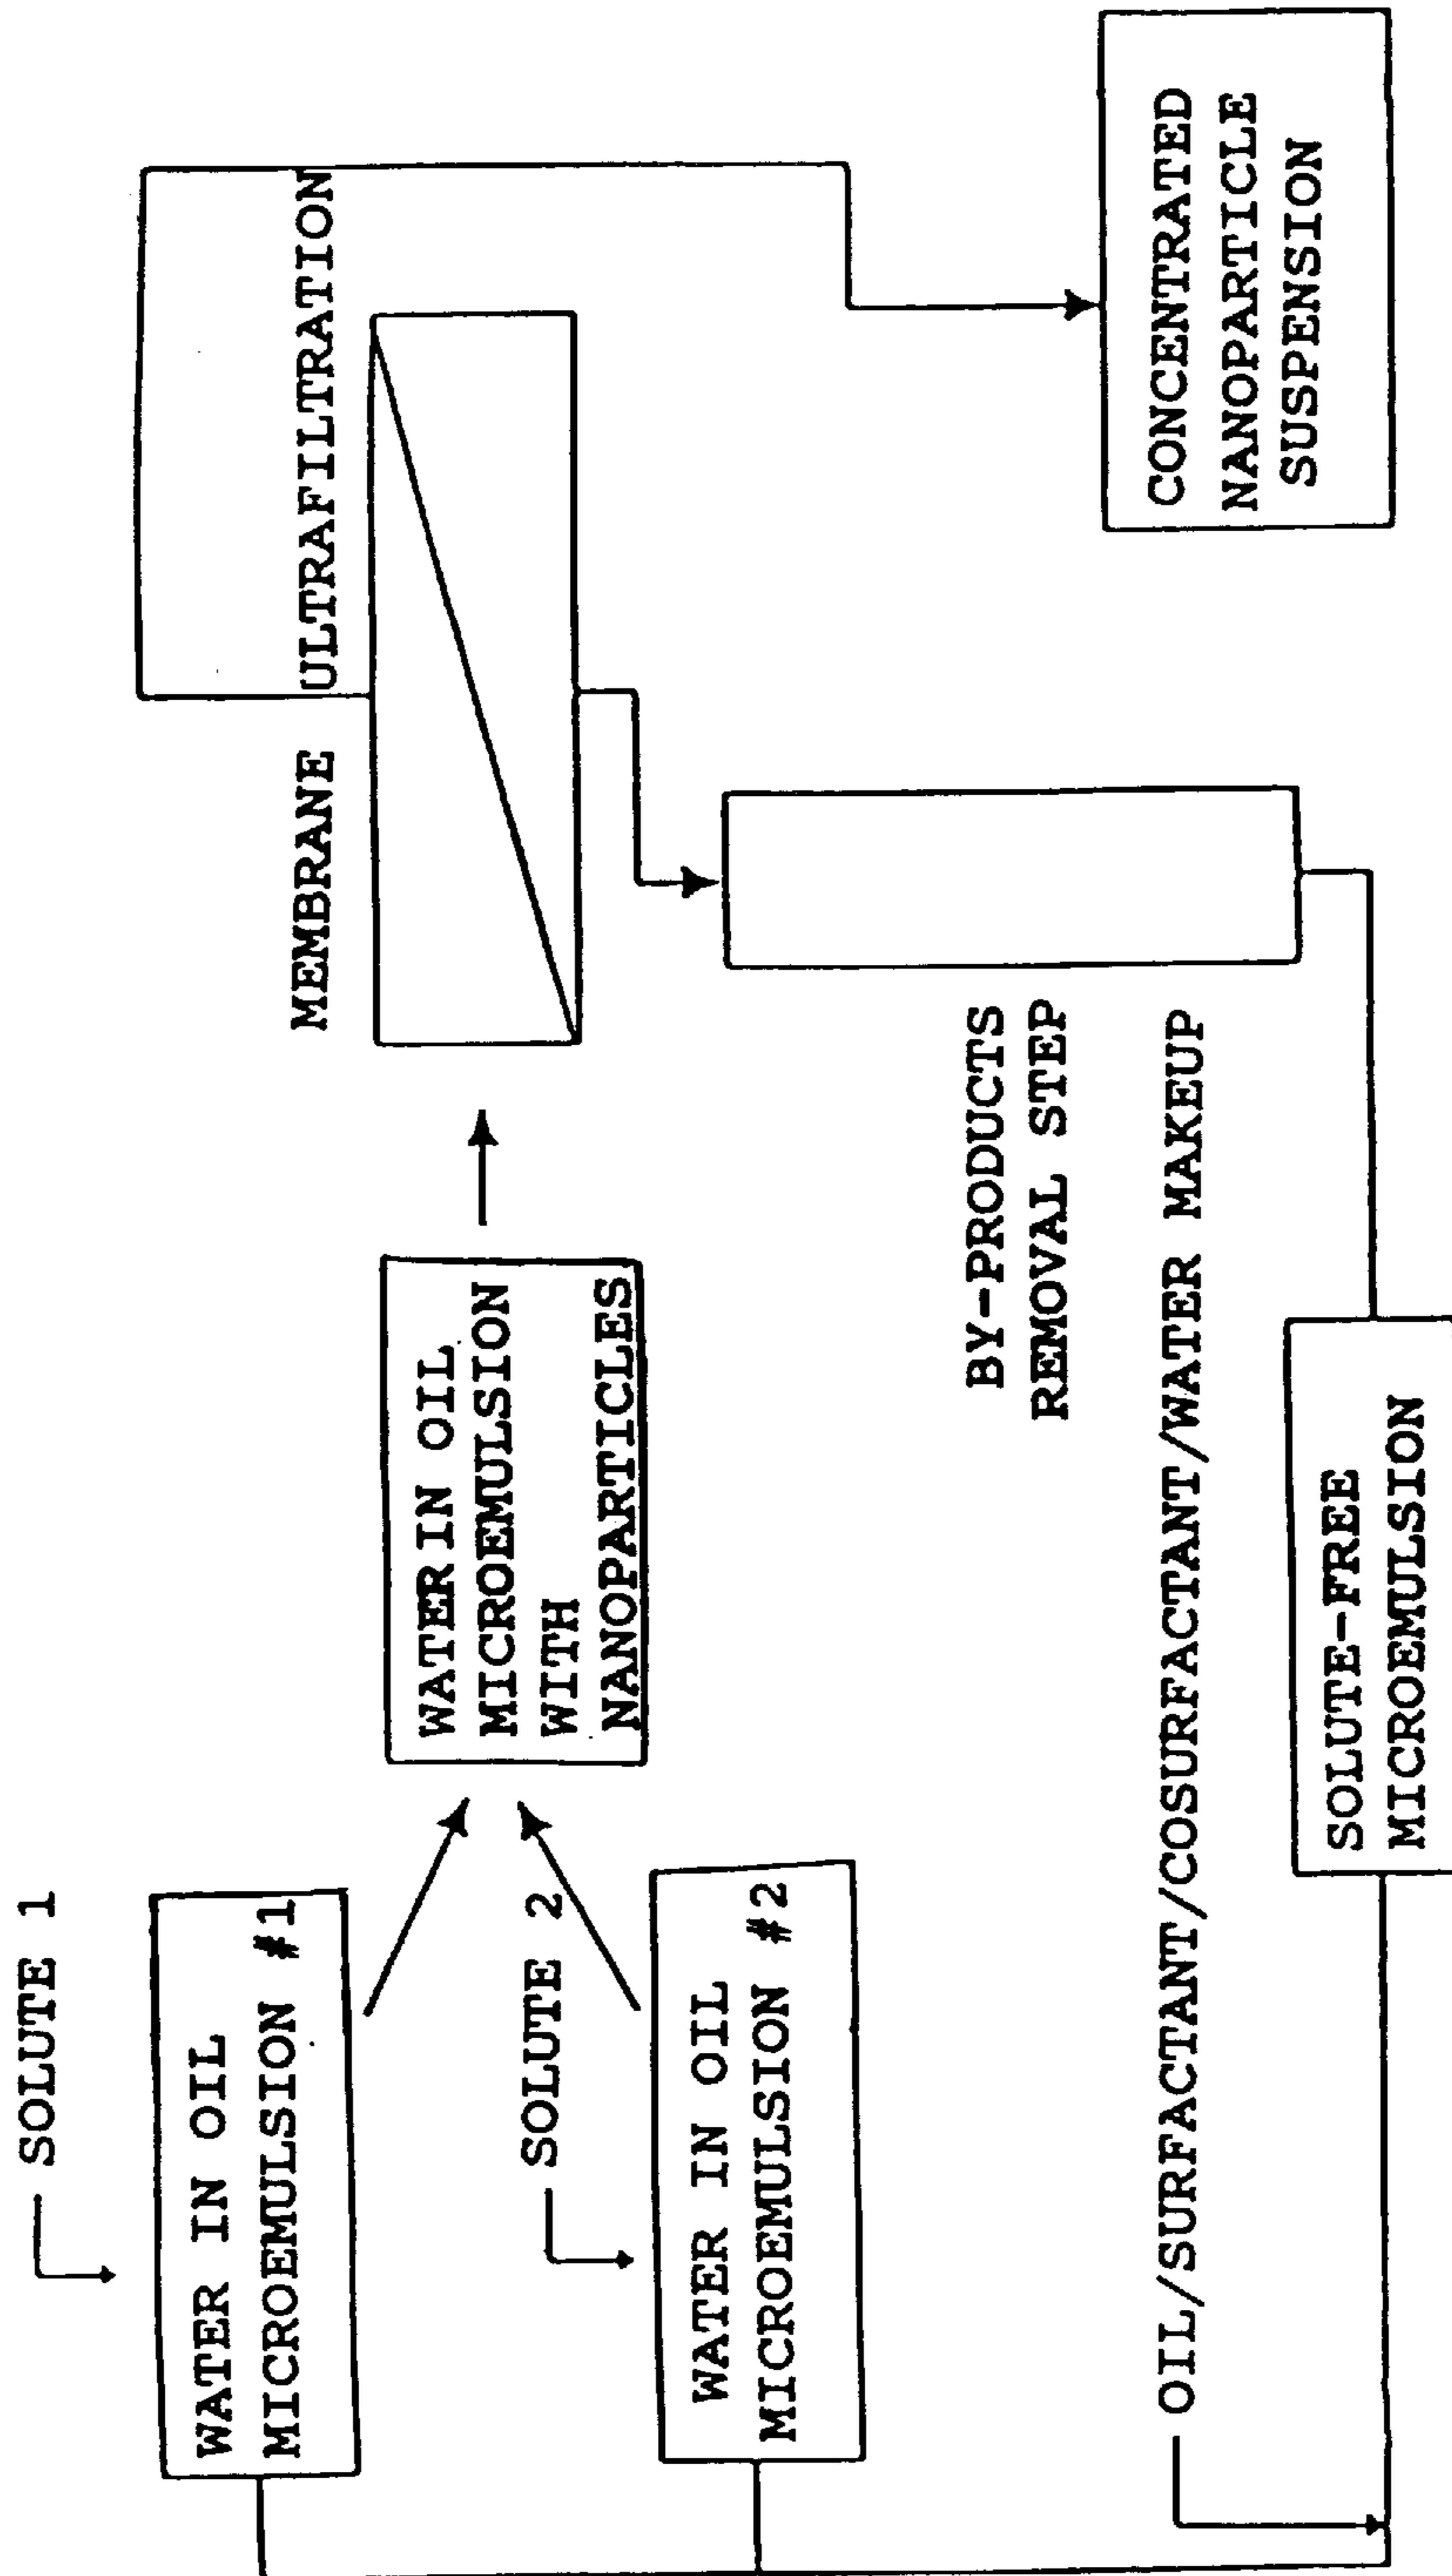 SOLUTE 1
WATER IN OIL
MICROEMULSION #1
SOLUTE 2
WATER IN OIL
MICROEMULSION #2
WATER IN OIL
MICROEMULSION
WITH
NANOPARTICLES
MEMBRANE ULTRAFILTRATION
BY-PRODUCTS
REMOVAL STEP
OIL/SURFACTANT/COSURFACTANT/WATER MAKEUP
SOLUTE-FREE
MICROEMULSION
CONCENTRATED
NANOPARTICLE
SUSPENSION